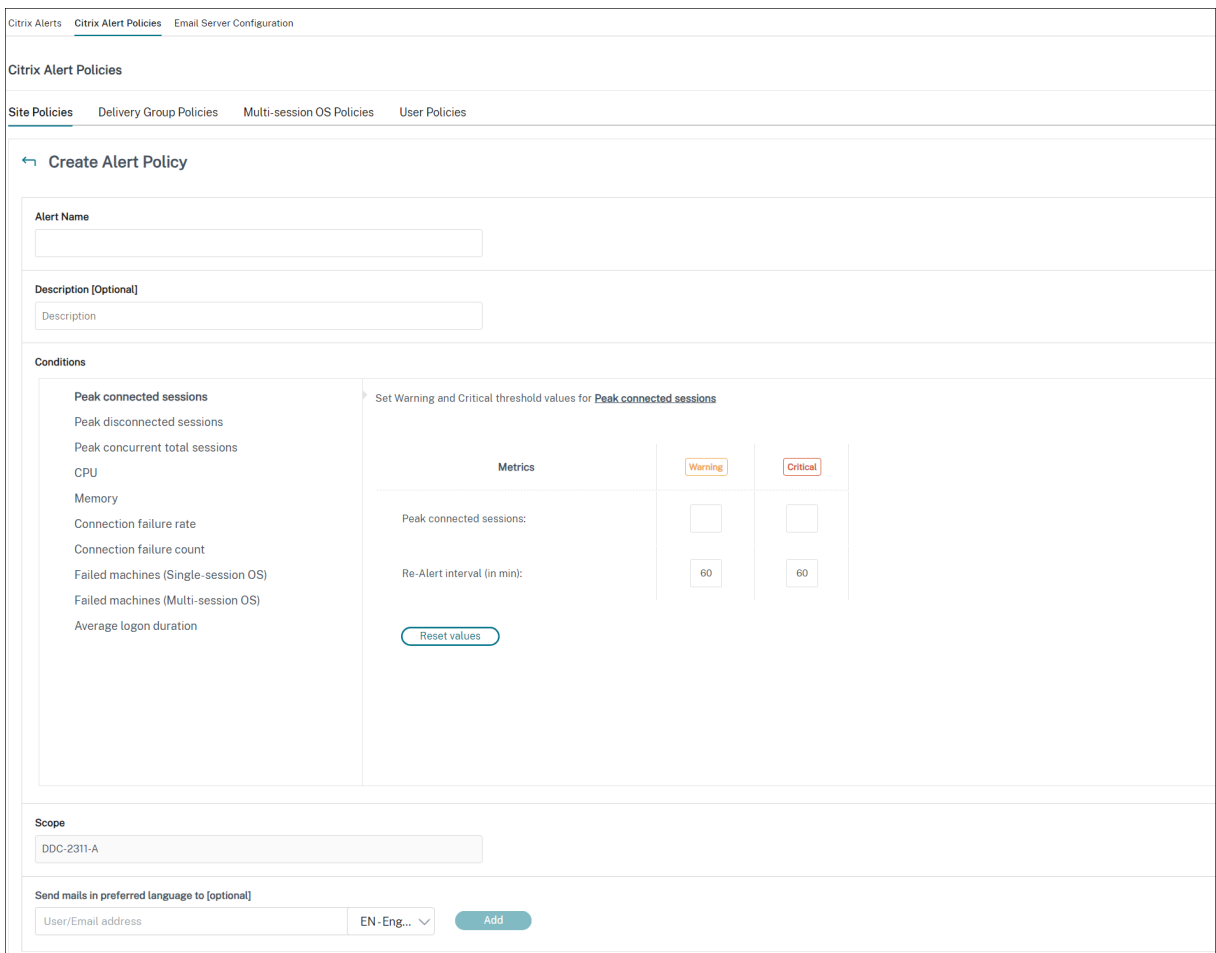 Citrix Alerts Citrix Alert Policies Email Server Configuration
Citrix Alert Policies
Site Policies Delivery Group Policies Multi-session OS Policies User Policies
Create Alert Policy
Alert Name
Description [Optional]
Description
Conditions
Peak connected sessions
Peak disconnected sessions
Peak concurrent total sessions
CPU
Memory
Connection failure rate
Connection failure count
Failed machines (Single-session OS)
Failed machines (Multi-session OS)
Average logon duration
Set Warning and Critical threshold values for Peak connected sessions
Metrics Warning Critical
Peak connected sessions:
Re-Alert interval (in min): 60 60
Reset values
Scope
DDC-2311-A
Send mails in preferred language to [optional]
User/Email address EN - Eng... Add